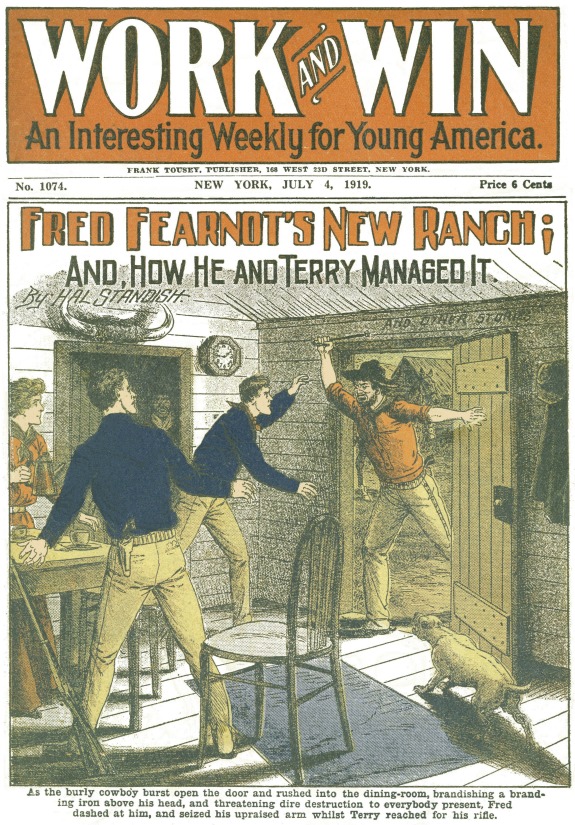 WORK AND WIN
An Interesting Weekly for Young America.
FRANK TOUSEY, PUBLISHER, 168 WEST 23D STREET, NEW YORK.
No. 1074. NEW YORK, JULY 4, 1919. Price 6 Cents
FRED FEARNOT'S NEW RANCH;
AND, HOW HE AND TERRY MANAGED IT.
By HAL STANDISH
AND OTHER STORIES
As the burly cowboy burst open the door and rushed into the dining-room, brandishing a brand-
ing iron above his head, and threatening dire destruction to everybody present, Fred
dashed at him, and seized his upraised arm whilst Terry reached for his rifle.